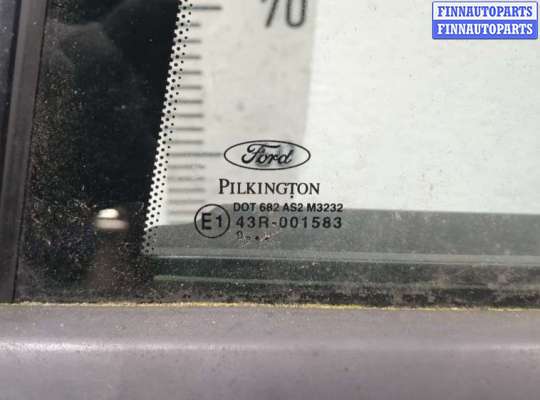 FINNAUTOPARTS
FINNAUTOPARTS
70
Ford
PILKINGTON
DOT 682 AS2 M3232
E1 43R-001583